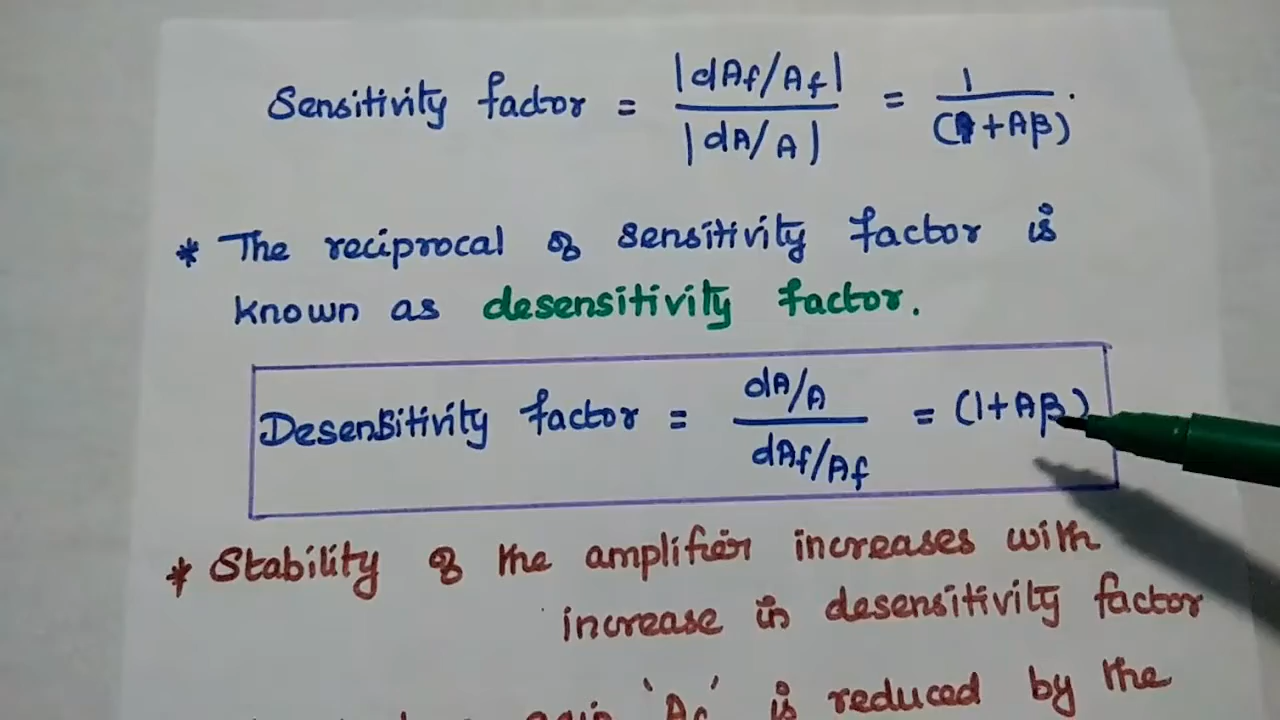 Sensitivity factor = |dAf/Af| / |dA/A| = 1 / (1+Aβ).
* The reciprocal of sensitivity factor is
known as desensitivity factor.
Desensitivity factor = dA/A / dAf/Af = (1+Aβ)
* Stability of the amplifier increases with
increase in desensitivity factor
gain 'Af' is reduced by the